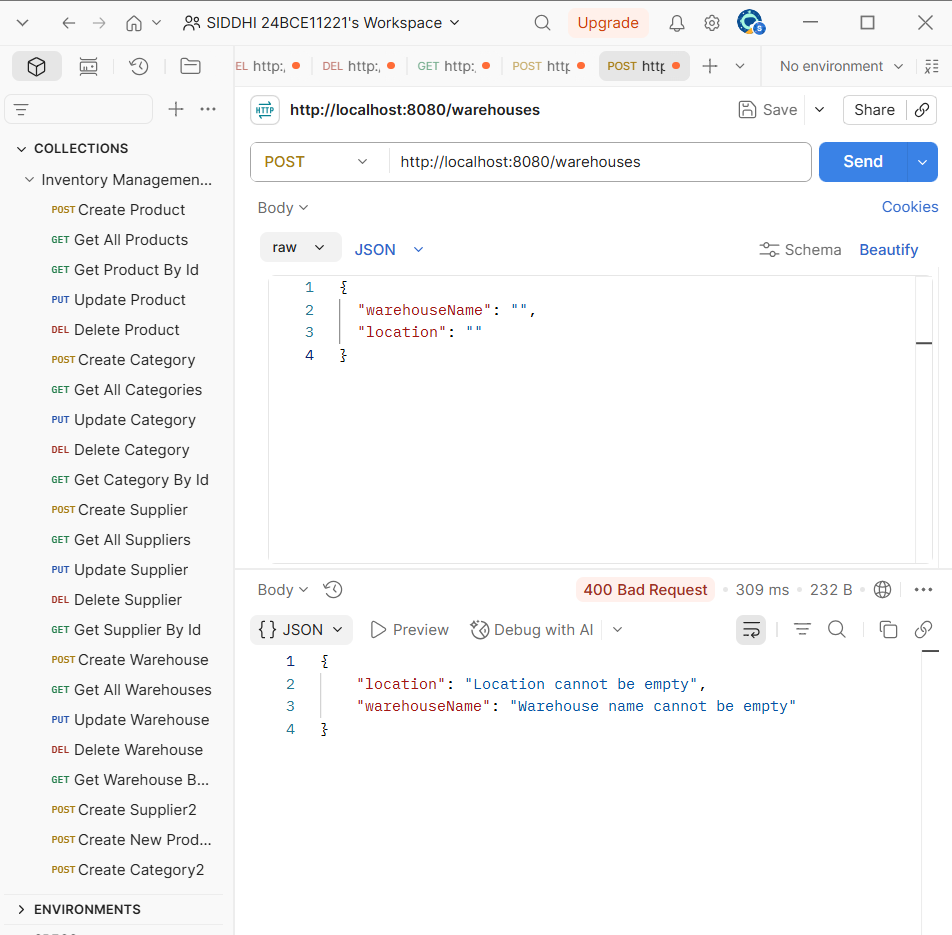 SIDDHI 24BCE11221's Workspace
Upgrade
EL http:,
DEL http:,
GET http:,
POST http
POST http
No environment
COLLECTIONS
Inventory Managemen...
POST Create Product
GET Get All Products
GET Get Product By Id
PUT Update Product
DEL Delete Product
POST Create Category
GET Get All Categories
PUT Update Category
DEL Delete Category
GET Get Category By Id
POST Create Supplier
GET Get All Suppliers
PUT Update Supplier
DEL Delete Supplier
GET Get Supplier By Id
POST Create Warehouse
GET Get All Warehouses
PUT Update Warehouse
DEL Delete Warehouse
GET Get Warehouse B...
POST Create Supplier2
POST Create New Prod...
POST Create Category2
ENVIRONMENTS
HTTP http://localhost:8080/warehouses
Save
Share
POST http://localhost:8080/warehouses
Send
Body
Cookies
raw
JSON
Schema
Beautify
1 {
2 "warehouseName": "",
3 "location": ""
4 }
Body
400 Bad Request
309 ms
232 B
{} JSON
Preview
Debug with AI
1 {
2 "location": "Location cannot be empty",
3 "warehouseName": "Warehouse name cannot be empty"
4 }